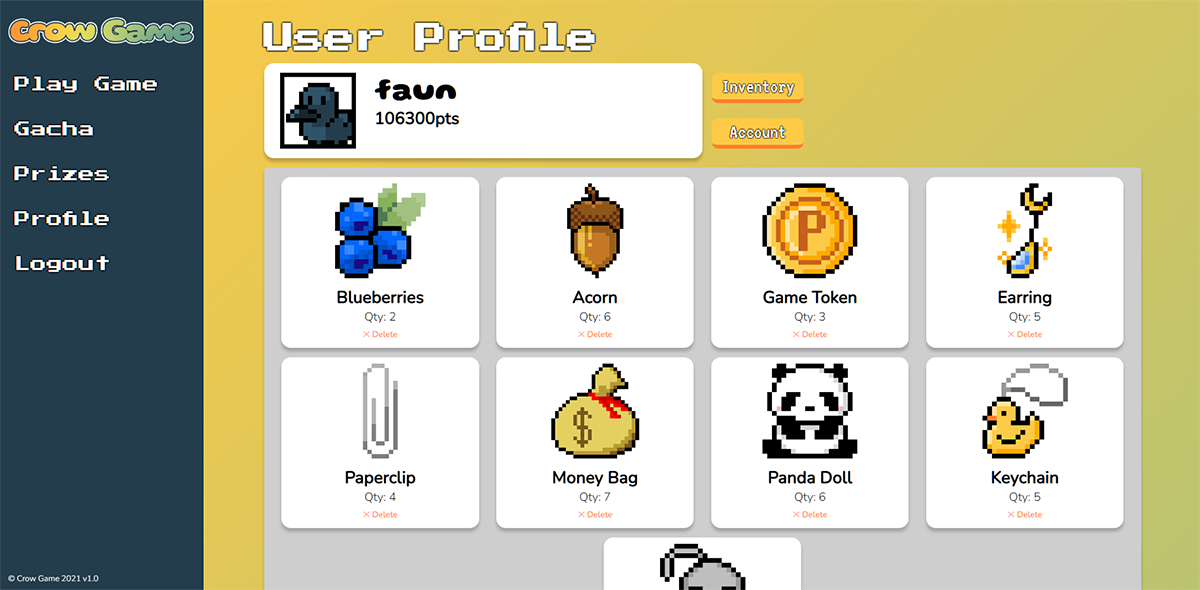 Crow Game
Play Game
Gacha
Prizes
Profile
Logout
© Crow Game 2021 v1.0
User Profile
faun
106300pts
Inventory
Account
Blueberries
Qty: 2
× Delete
Acorn
Qty: 6
× Delete
P
Game Token
Qty: 3
× Delete
Earring
Qty: 5
× Delete
Paperclip
Qty: 4
× Delete
$
Money Bag
Qty: 7
× Delete
Panda Doll
Qty: 6
× Delete
Keychain
Qty: 5
× Delete